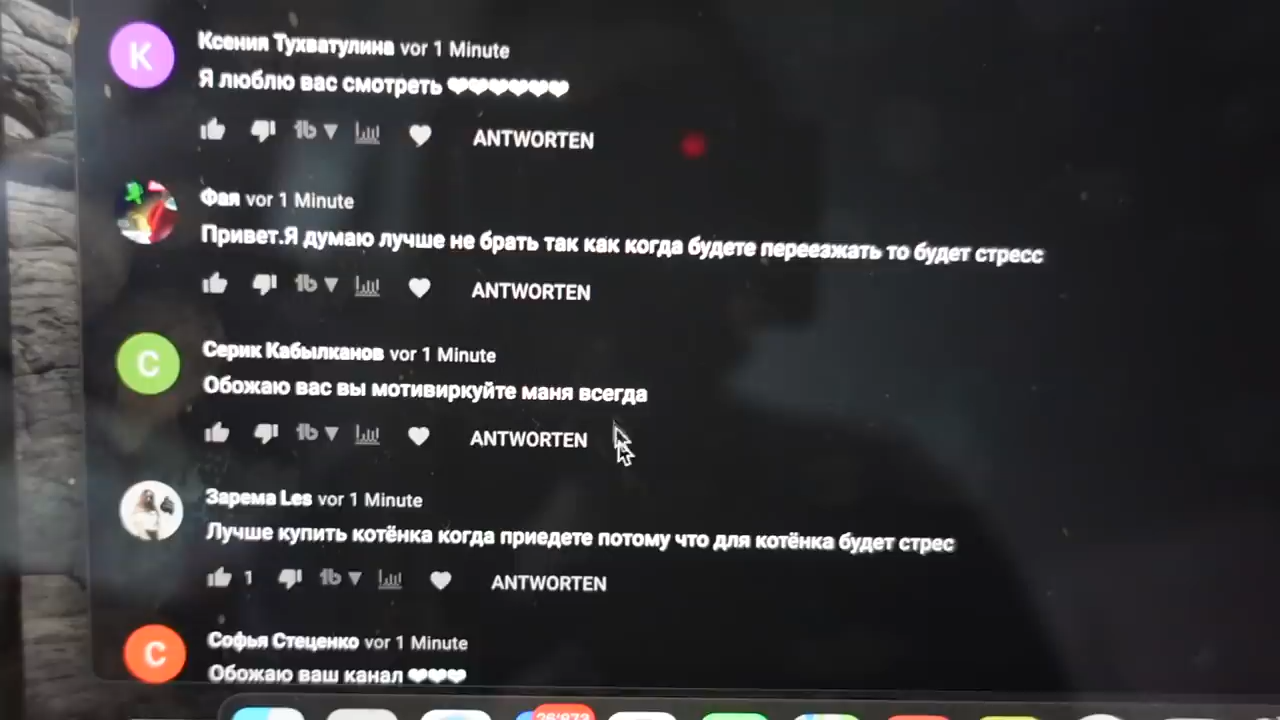 K
Ксения Тухватулина vor 1 Minute
Я люблю вас смотреть ❤❤❤❤❤❤
ANTWORTEN
Фая vor 1 Minute
Привет.Я думаю лучше не брать так как когда будете переезжать то будет стресс
ANTWORTEN
C
Серик Кабылканов vor 1 Minute
Обожаю вас вы мотивиркуйте маня всегда
ANTWORTEN
Зарема Les vor 1 Minute
Лучше купить котёнка когда приедете потому что для котёнка будет стрес
1 ANTWORTEN
C
Софья Стеценко vor 1 Minute
Обожаю ваш канал ❤❤❤